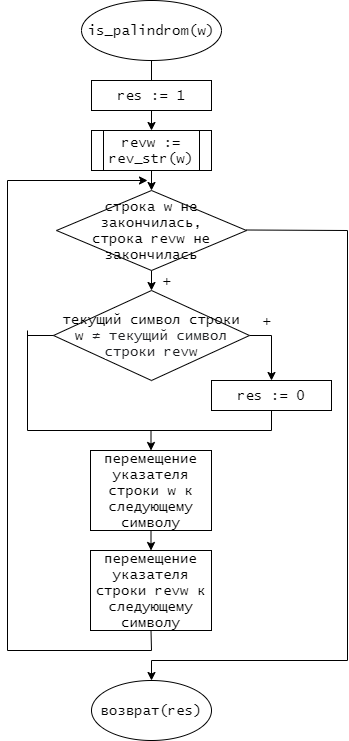 is_palindrom(w)
res := 1
revw :=
rev_str(w)
строка w не
закончилась,
строка revw не
закончилась
+
текущий символ строки
w ≠ текущий символ
строки revw
+
res := 0
перемещение
указателя
строки w к
следующему
символу
перемещение
указателя
строки revw к
следующему
символу
возврат(res)